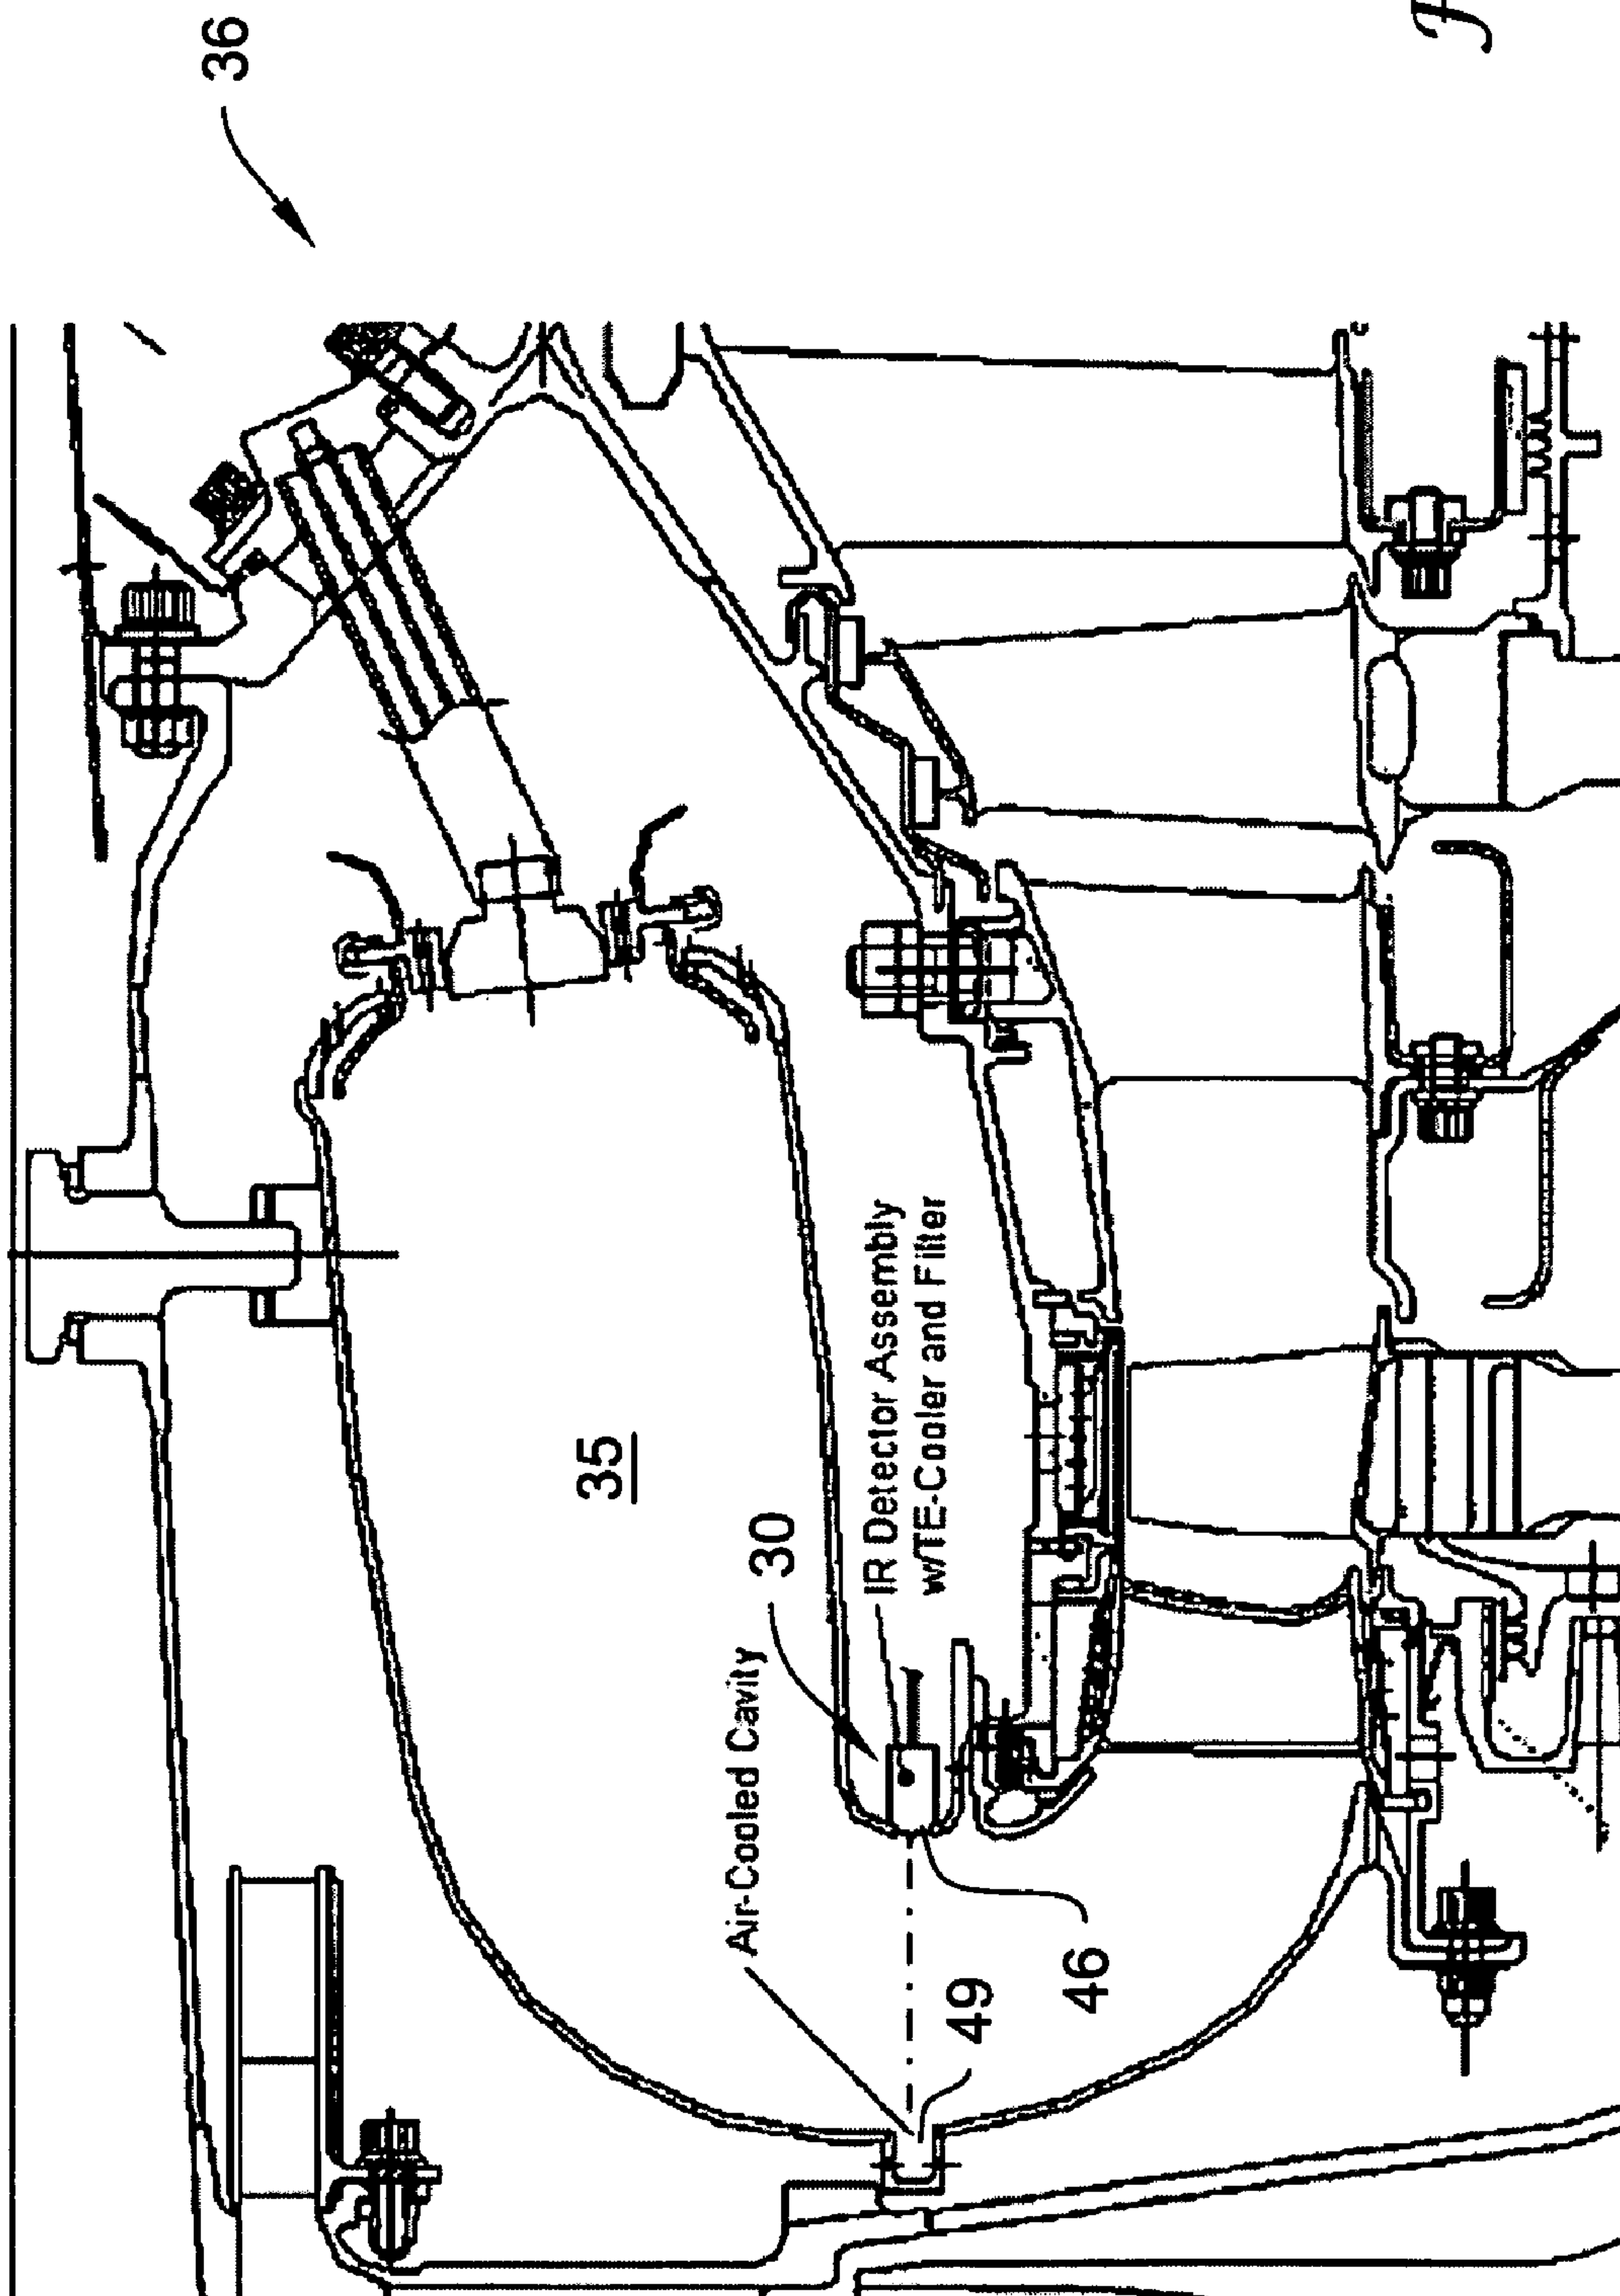 36
35
30
IR Detector Assembly
w/TE-Cooler and Filter
Air-Cooled Cavity
46
49